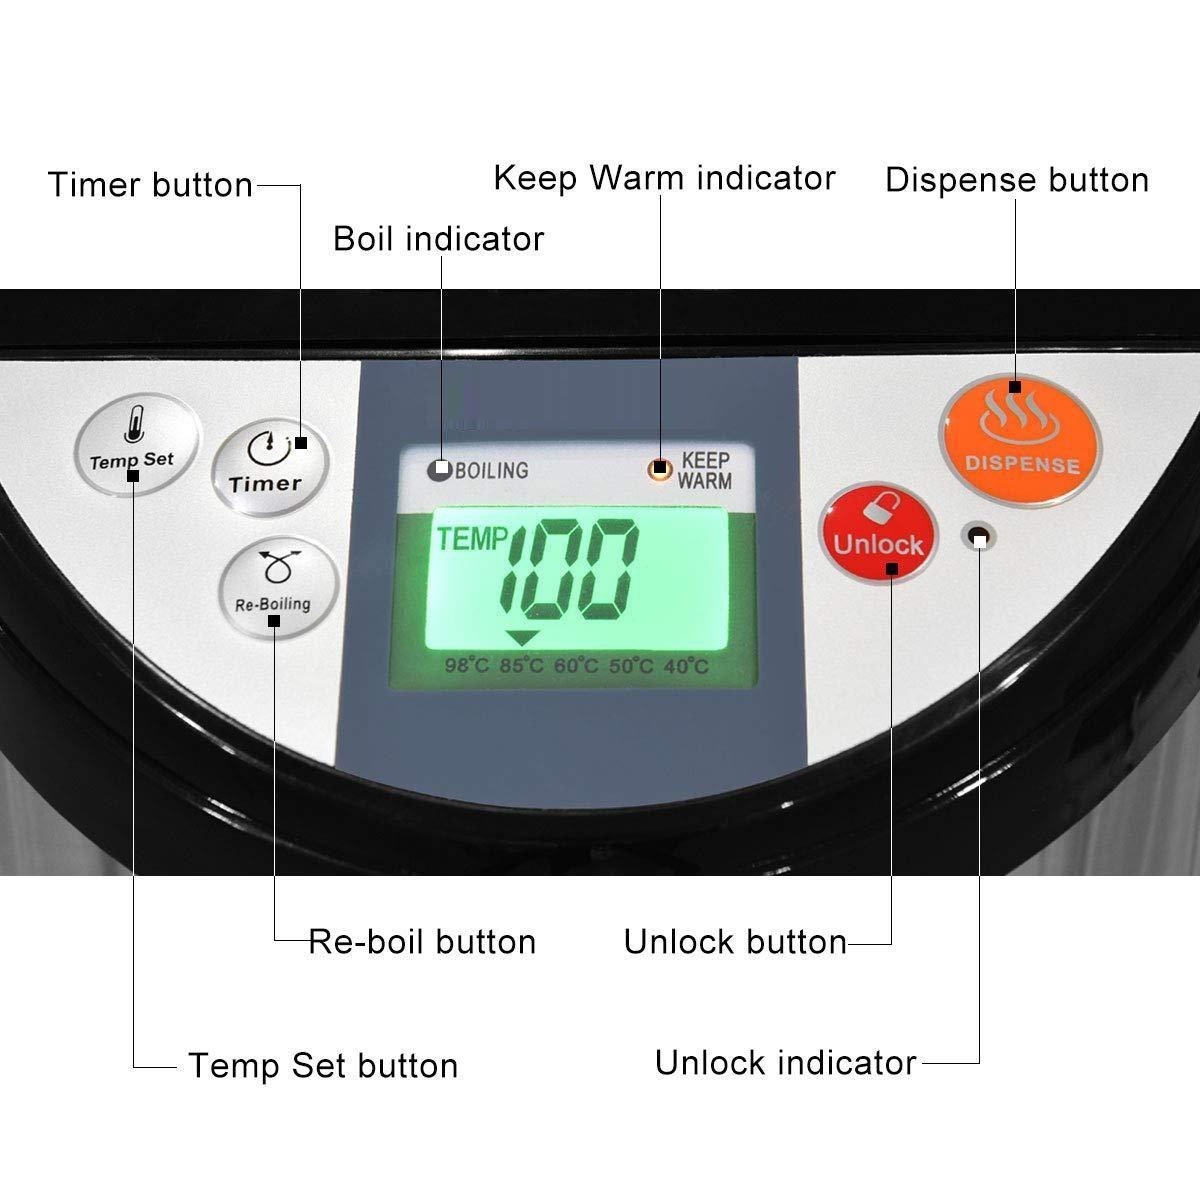 Timer button
Keep Warm indicator
Dispense button
Boil indicator
Temp Set
Timer
Re-Boiling
BOILING
KEEP
WARM
TEMP 100
98°C 85°C 60°C 50°C 40°C
DISPENSE
Unlock
Re-boil button
Unlock button
Temp Set button
Unlock indicator